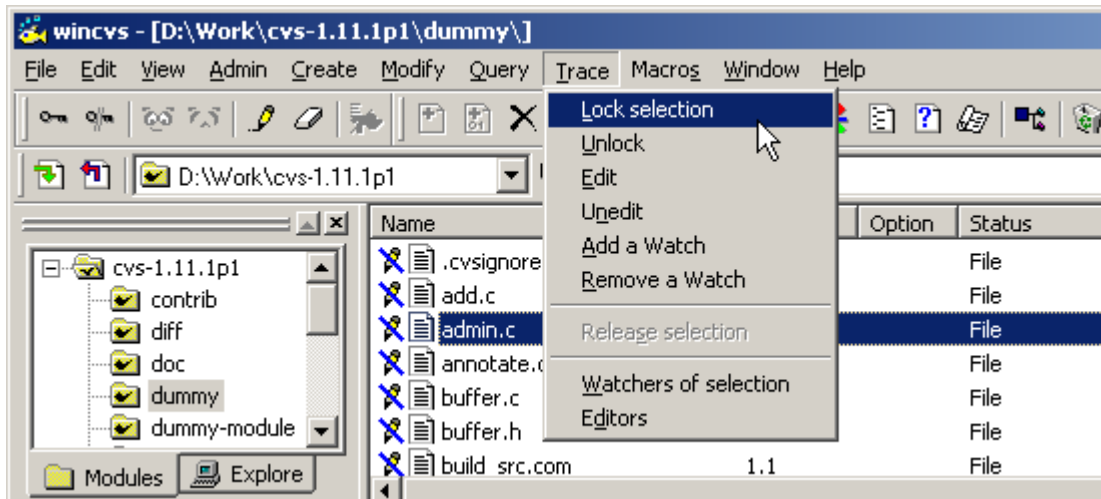 wincvs - [D:\Work\cvs-1.11.1p1\dummy\]
File Edit View Admin Create Modify Query Trace Macros Window Help
Lock selection
Unlock
Edit
Unedit
Add a Watch
Remove a Watch
Release selection
Watchers of selection
Editors
D:\Work\cvs-1.11.1p1
cvs-1.11.1p1
contrib
diff
doc
dummy
dummy-module
Modules Explore
Name Option Status
.cvsignore File
add.c File
admin.c File
annotate.c File
buffer.c File
buffer.h File
build_src.com 1.1 File